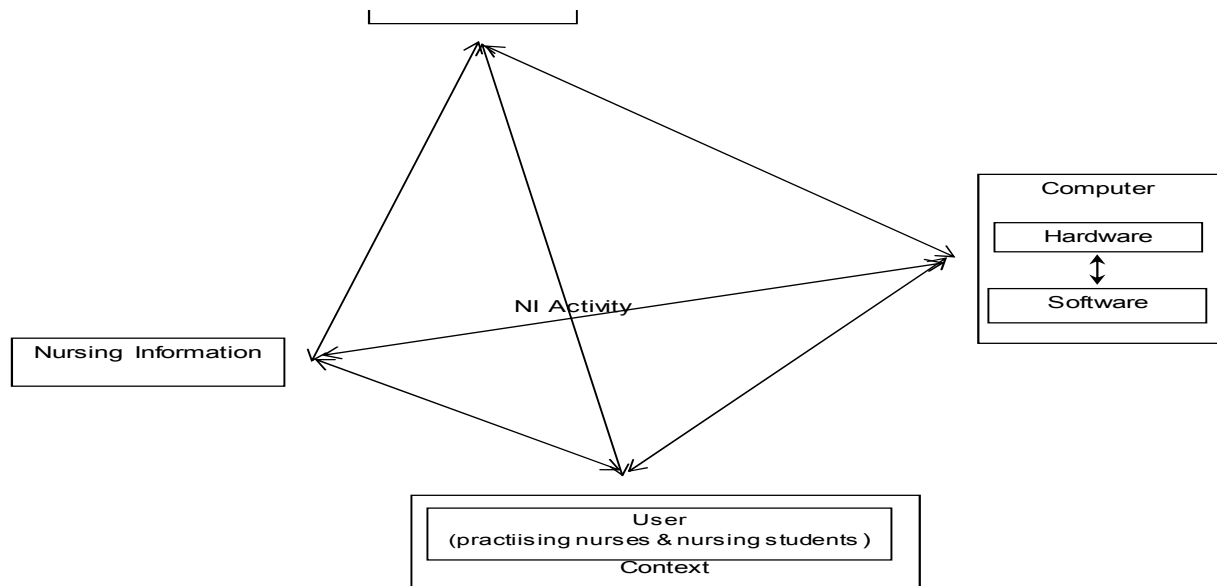 Computer
Hardware
Software
NI Activity
Nursing Information
User
(practiising nurses & nursing students )
Context